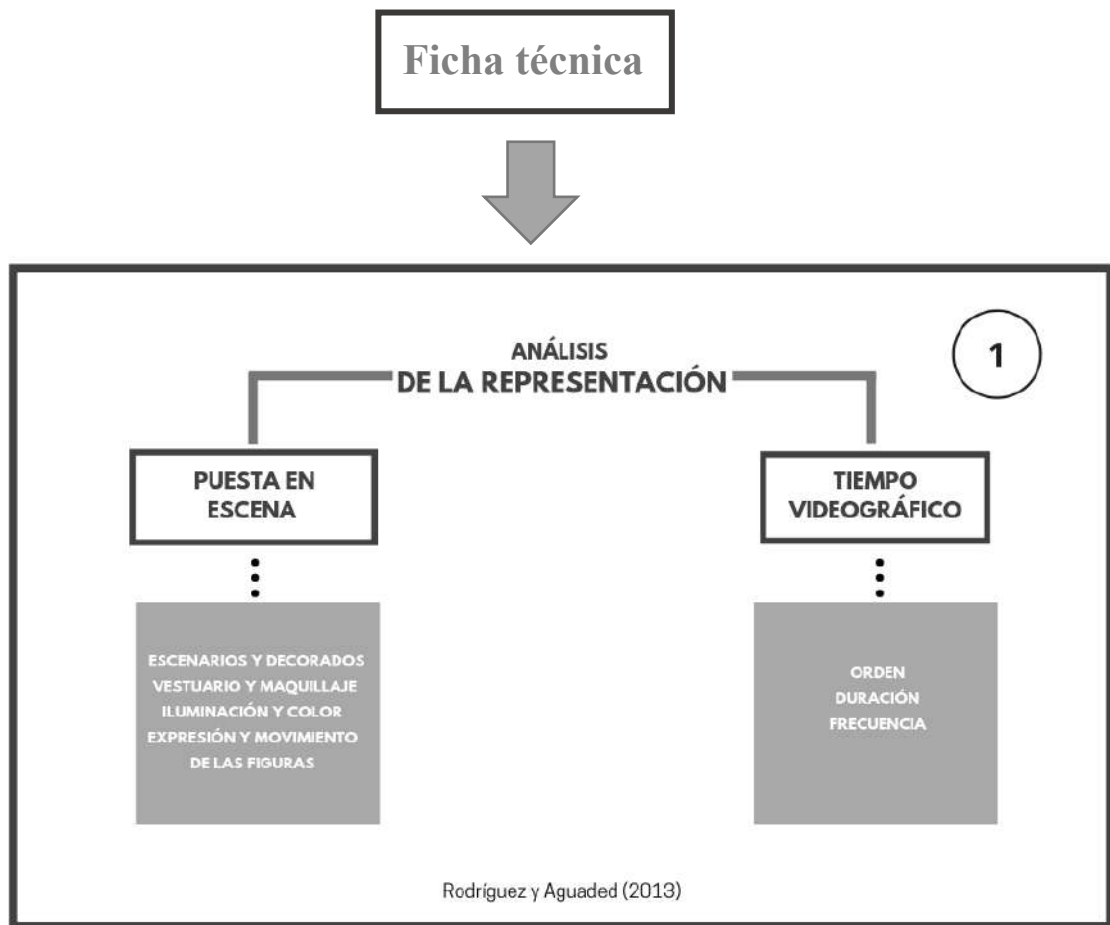 Ficha técnica
ANÁLISIS
DE LA REPRESENTACIÓN
1
PUESTA EN
ESCENA
TIEMPO
VIDEOGRÁFICO
ESCENARIOS Y DECORADOS
VESTUARIO Y MAQUILLAJE
ILUMINACIÓN Y COLOR
EXPRESIÓN Y MOVIMIENTO
DE LAS FIGURAS
ORDEN
DURACIÓN
FRECUENCIA
Rodríguez y Aguaded (2013)